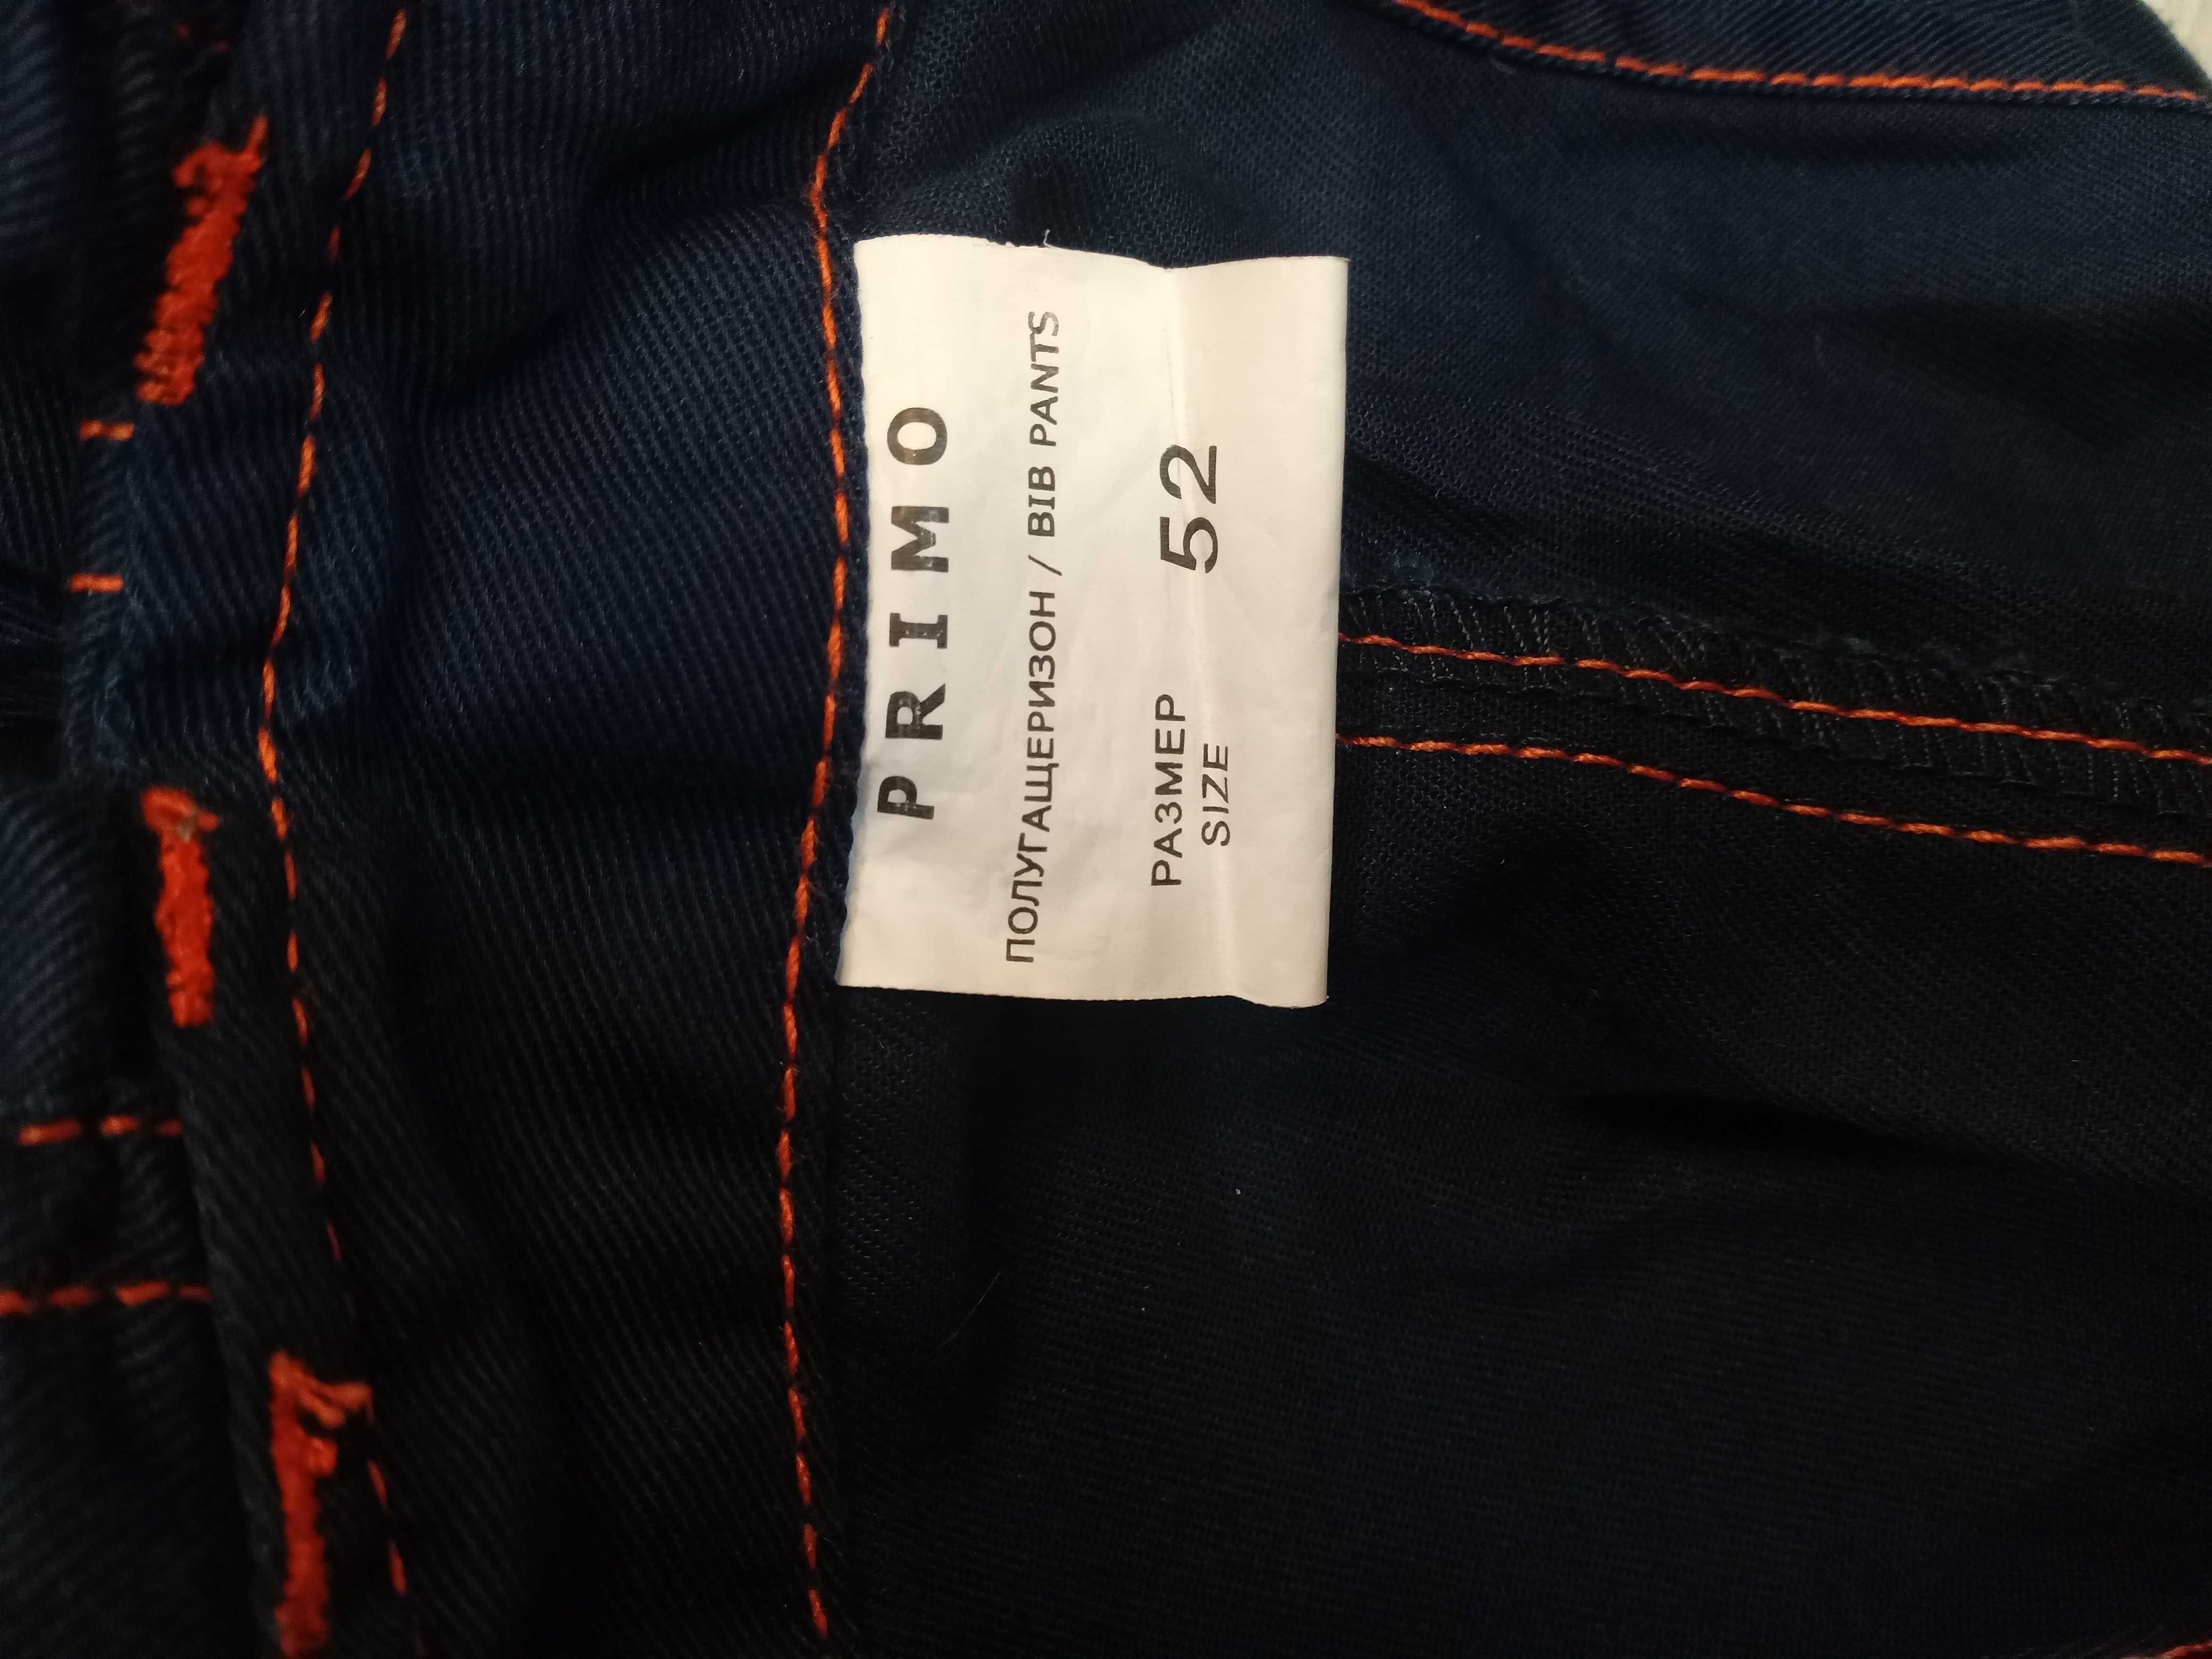 PRIMO
ПОЛУГАЩЕРИЗОН / BIB PANTS
РАЗМЕР 52
SIZE